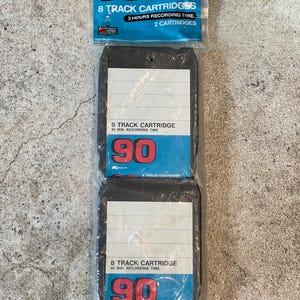 8 TRACK CARTRIDGES
3 HOURS RECORDING TIME
2 CARTRIDGES
8 TRACK CARTRIDGE
90 MIN. RECORDING TIME
90
8 TRACK CARTRIDGE
8 TRACK CARTRIDGE
90 MIN. RECORDING TIME
90